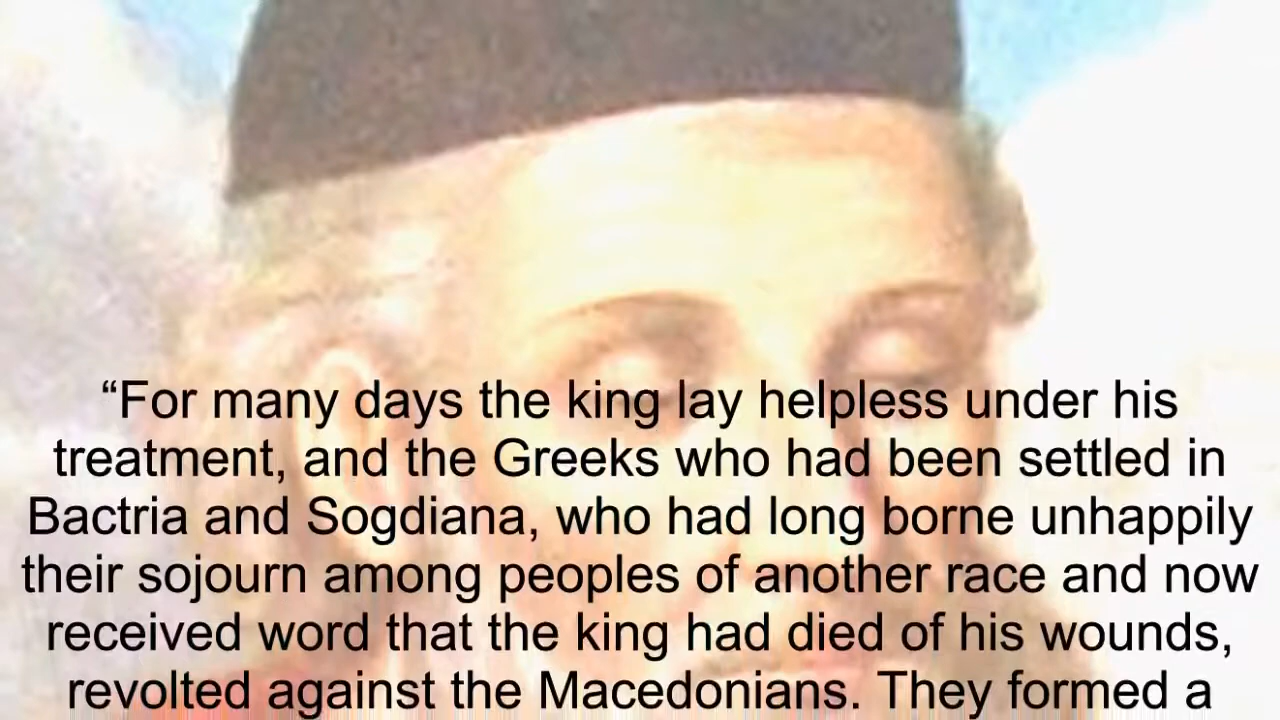 “For many days the king lay helpless under his
treatment, and the Greeks who had been settled in
Bactria and Sogdiana, who had long borne unhappily
their sojourn among peoples of another race and now
received word that the king had died of his wounds,
revolted against the Macedonians. They formed a